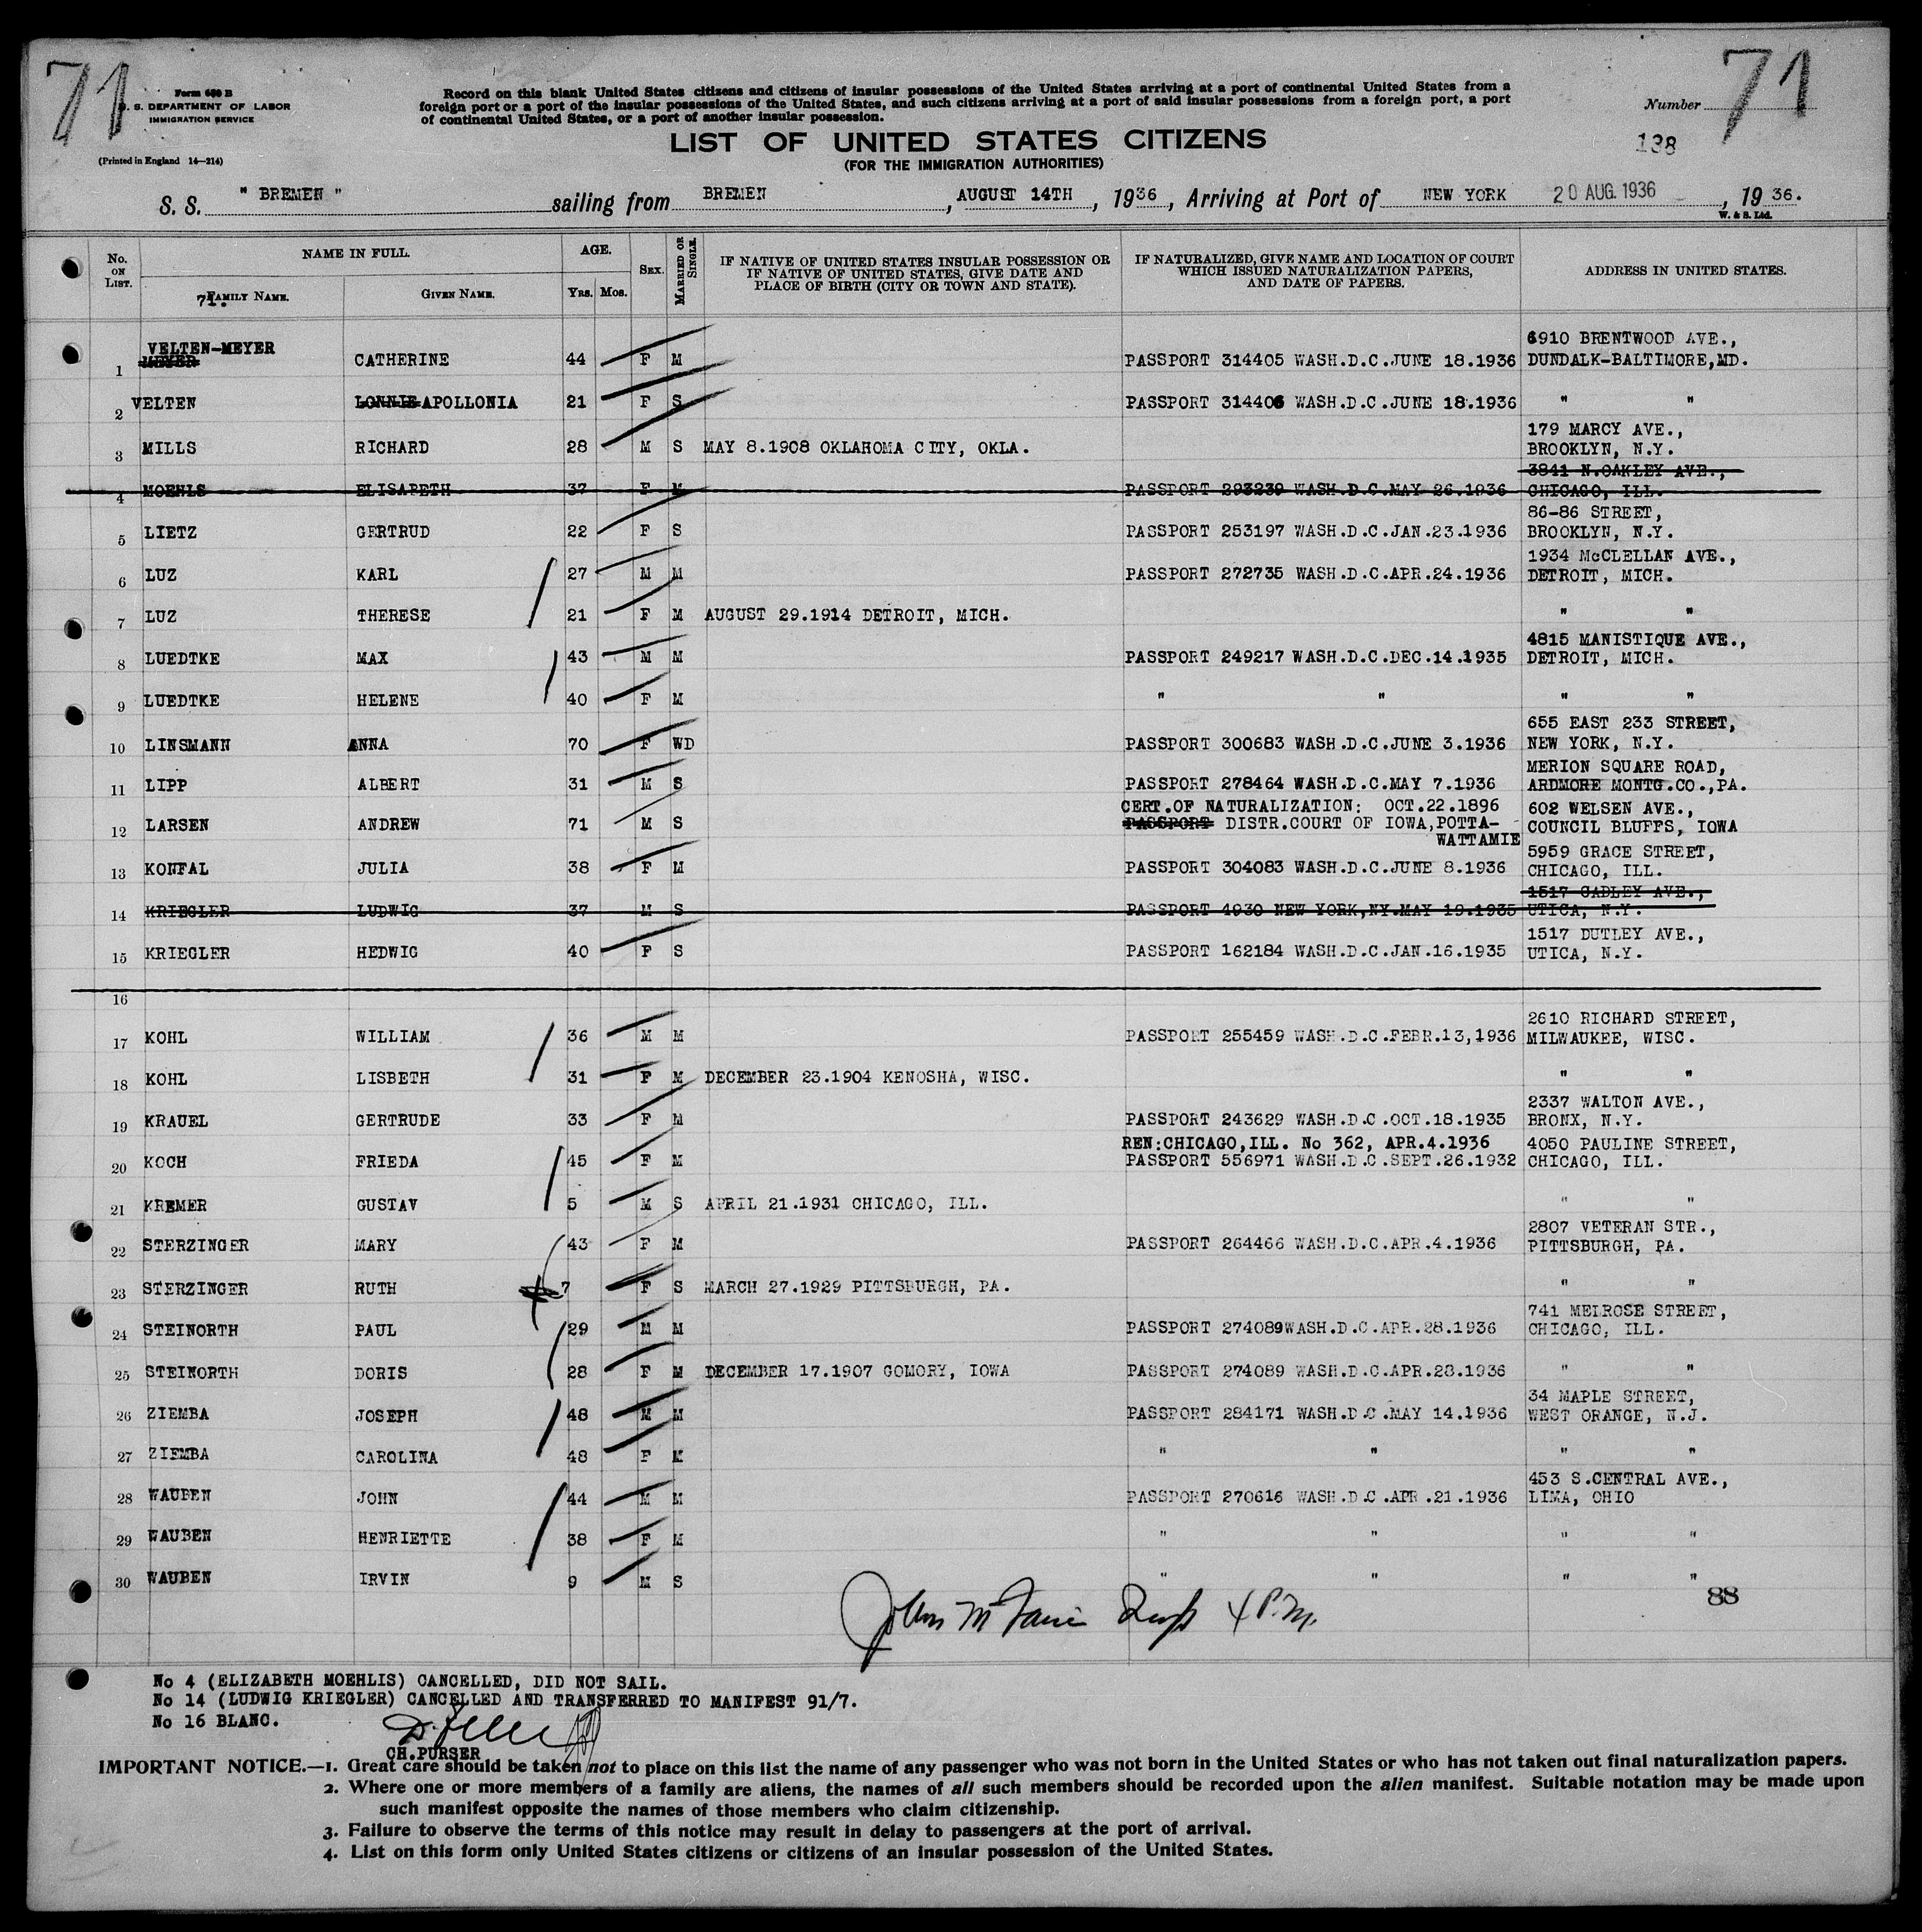 71
71
Form 630 B
U. S. DEPARTMENT OF LABOR
IMMIGRATION SERVICE
(Printed in England 14—214)
Record on this blank United States citizens and citizens of insular possessions of the United States arriving at a port of continental United States from a
foreign port or a port of the insular possessions of the United States, and such citizens arriving at a port of said insular possessions from a foreign port, a port
of continental United States, or a port of another insular possession.
LIST OF UNITED STATES CITIZENS
(FOR THE IMMIGRATION AUTHORITIES)
Number
138
S. S. " BREMEN " sailing from BREMEN, AUGUST 14TH, 1936, Arriving at Port of NEW YORK 20 AUG. 1936, 1936.
W. & S. Ltd.
No. ON LIST. NAME IN FULL. AGE. SEX. MARRIED OR SINGLE. IF NATIVE OF UNITED STATES INSULAR POSSESSION OR IF NATIVE OF UNITED STATES, GIVE DATE AND PLACE OF BIRTH (CITY OR TOWN AND STATE). IF NATURALIZED, GIVE NAME AND LOCATION OF COURT WHICH ISSUED NATURALIZATION PAPERS, AND DATE OF PAPERS. ADDRESS IN UNITED STATES.
71. FAMILY NAME. GIVEN NAME. YRS. MOS.
VELTEN-MEYER 6910 BRENTWOOD AVE.,
1 MEYER CATHERINE 44 F M PASSPORT 314405 WASH.D.C.JUNE 18.1936 DUNDALK-BALTIMORE,MD.
2 VELTEN LONNIE APOLLONIA 21 F S PASSPORT 314406 WASH.D.C.JUNE 18.1936 " "
179 MARCY AVE.,
3 MILLS RICHARD 28 M S MAY 8.1908 OKLAHOMA CITY, OKLA. BROOKLYN, N.Y.
3841 N.OAKLEY AVE.,
4 MOEHLS ELISABETH 37 F M PASSPORT 293239 WASH.D.C.MAY 26.1936 CHICAGO, ILL.
86-86 STREET,
5 LIETZ GERTRUD 22 F S PASSPORT 253197 WASH.D.C.JAN.23.1936 BROOKLYN, N.Y.
1934 McCLELLAN AVE.,
6 LUZ KARL 27 M M PASSPORT 272735 WASH.D.C.APR.24.1936 DETROIT, MICH.
7 LUZ THERESE 21 F M AUGUST 29.1914 DETROIT, MICH. " "
4815 MANISTIQUE AVE.,
8 LUEDTKE MAX 43 M M PASSPORT 249217 WASH.D.C.DEC.14.1935 DETROIT, MICH.
9 LUEDTKE HELENE 40 F M " " " "
655 EAST 233 STREET,
10 LINSMANN ANNA 70 F WD PASSPORT 300683 WASH.D.C.JUNE 3.1936 NEW YORK, N.Y.
MERION SQUARE ROAD,
11 LIPP ALBERT 31 M S PASSPORT 278464 WASH.D.C.MAY 7.1936 ARDMORE MONTG.CO.,PA.
CERT.OF NATURALIZATION: OCT.22.1896 602 WELSEN AVE.,
12 LARSEN ANDREW 71 M S PASSPORT DISTR.COURT OF IOWA,POTTA- COUNCIL BLUFFS, IOWA
WATTAMIE
5959 GRACE STREET,
13 KONFAL JULIA 38 F M PASSPORT 304083 WASH.D.C.JUNE 8.1936 CHICAGO, ILL.
1517 CADLEY AVE.,
14 KRIEGLER LUDWIG 37 M S PASSPORT 4930 NEW YORK,NY.MAY 19.1935 UTICA, N.Y.
1517 DUTLEY AVE.,
15 KRIEGLER HEDWIG 40 F S PASSPORT 162184 WASH.D.C.JAN.16.1935 UTICA, N.Y.
16
2610 RICHARD STREET,
17 KOHL WILLIAM 36 M M PASSPORT 255459 WASH.D.C.FEBR.13,1936 MILWAUKEE, WISC.
18 KOHL LISBETH 31 F M DECEMBER 23.1904 KENOSHA, WISC. " "
2337 WALTON AVE.,
19 KRAUEL GERTRUDE 33 F M PASSPORT 243629 WASH.D.C.OCT.18.1935 BRONX, N.Y.
REN:CHICAGO,ILL. No 362, APR.4.1936 4050 PAULINE STREET,
20 KOCH FRIEDA 45 F M PASSPORT 556971 WASH.D.C.SEPT.26.1932 CHICAGO, ILL.
21 KREMER GUSTAV 5 M S APRIL 21.1931 CHICAGO, ILL. " "
2807 VETERAN STR.,
22 STERZINGER MARY 43 F M PASSPORT 264466 WASH.D.C.APR.4.1936 PITTSBURGH, PA.
23 STERZINGER RUTH 7 F S MARCH 27.1929 PITTSBURGH, PA. " "
741 MELROSE STREET,
24 STEINORTH PAUL 29 M M PASSPORT 274089WASH.D.C.APR.28.1936 CHICAGO, ILL.
25 STEINORTH DORIS 28 F M DECEMBER 17.1907 GOMORY, IOWA PASSPORT 274089 WASH.D.C.APR.28.1936 " "
34 MAPLE STREET,
26 ZIEMBA JOSEPH 48 M M PASSPORT 284171 WASH.D.C.MAY 14.1936 WEST ORANGE, N.J.
27 ZIEMBA CAROLINA 48 F M " " " "
453 S.CENTRAL AVE.,
28 WAUBEN JOHN 44 M M PASSPORT 270616 WASH.D.C.APR.21.1936 LIMA, OHIO
29 WAUBEN HENRIETTE 38 F M " " " "
30 WAUBEN IRVIN 9 M S " " " "
88
John 4 P.M.
No 4 (ELIZABETH MOEHLIS) CANCELLED, DID NOT SAIL.
No 14 (LUDWIG KRIEGLER) CANCELLED AND TRANSFERRED TO MANIFEST 91/7.
No 16 BLANC.
CH.PURSER
IMPORTANT NOTICE.—1. Great care should be taken not to place on this list the name of any passenger who was not born in the United States or who has not taken out final naturalization papers.
2. Where one or more members of a family are aliens, the names of all such members should be recorded upon the alien manifest. Suitable notation may be made upon
such manifest opposite the names of those members who claim citizenship.
3. Failure to observe the terms of this notice may result in delay to passengers at the port of arrival.
4. List on this form only United States citizens or citizens of an insular possession of the United States.